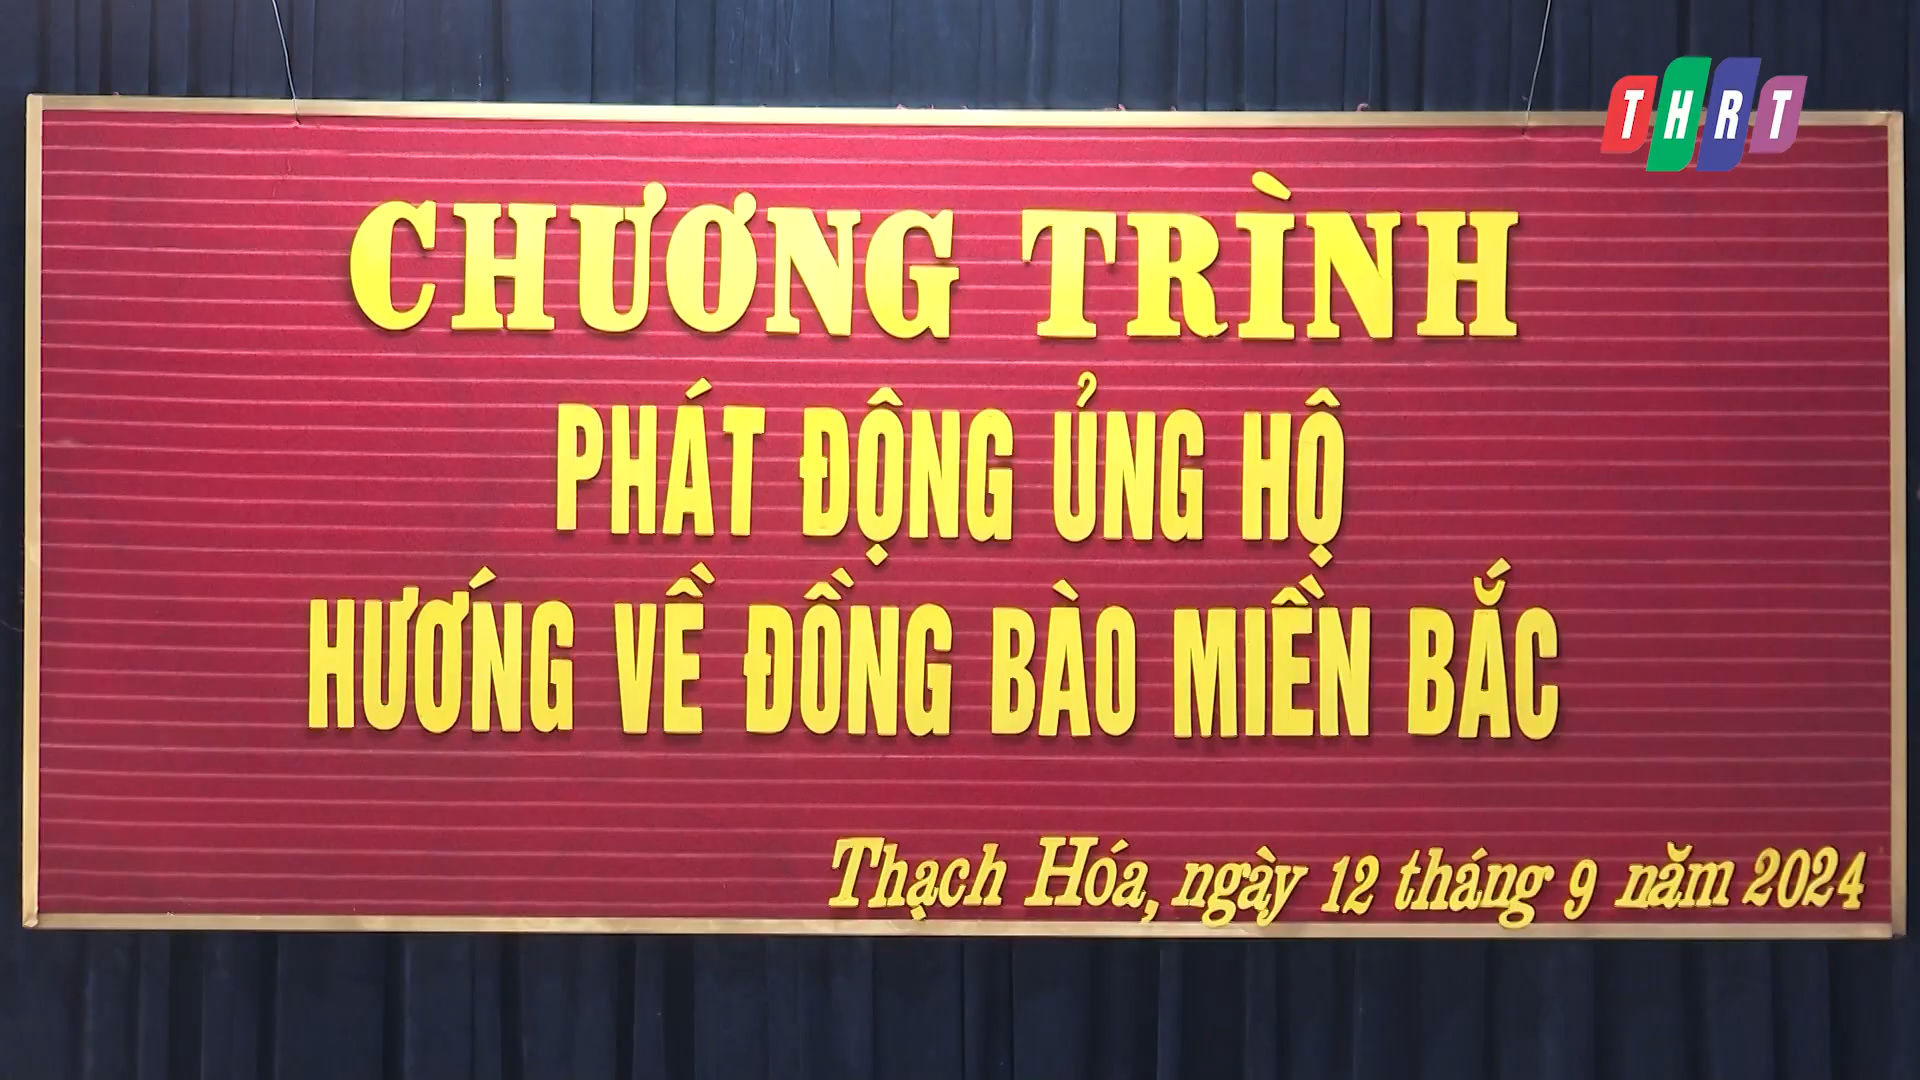 THRT
CHƯƠNG TRÌNH
PHÁT ĐỘNG ỦNG HỘ
HƯỚNG VỀ ĐỒNG BÀO MIỀN BẮC
Thạch Hóa, ngày 12 tháng 9 năm 2024